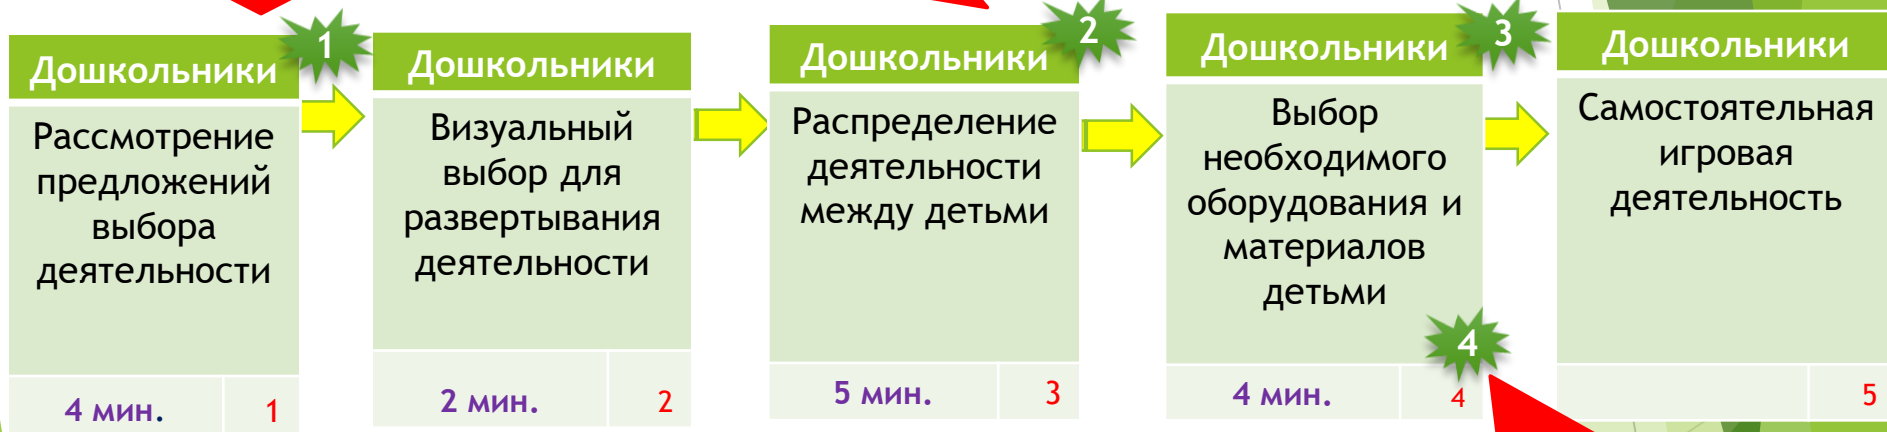 Дошкольники
1
Рассмотрение
предложений
выбора
деятельности
4 мин.
1
Дошкольники
Визуальный
выбор для
развертывания
деятельности
2 мин.
2
Дошкольники
2
Распределение
деятельности
между детьми
5 мин.
3
Дошкольники
3
Выбор
необходимого
оборудования и
материалов
детьми
4
4 мин.
4
Дошкольники
Самостоятельная
игровая
деятельность
5